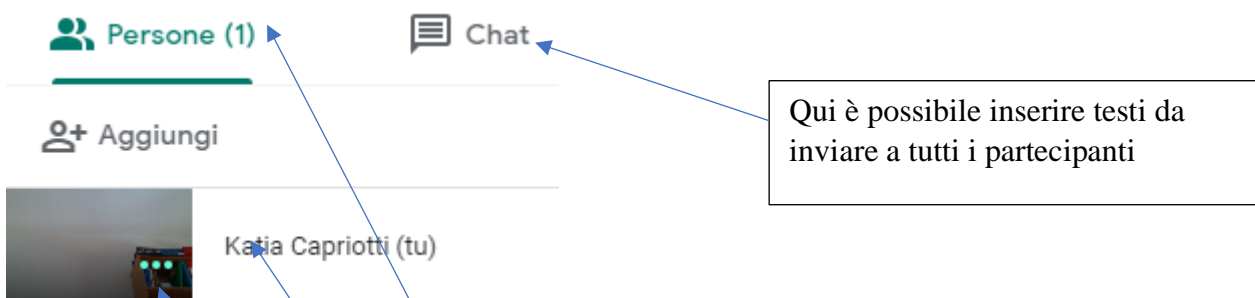 Persone (1) Chat
Qui è possibile inserire testi da
inviare a tutti i partecipanti
Aggiungi
Katia Capriotti (tu)